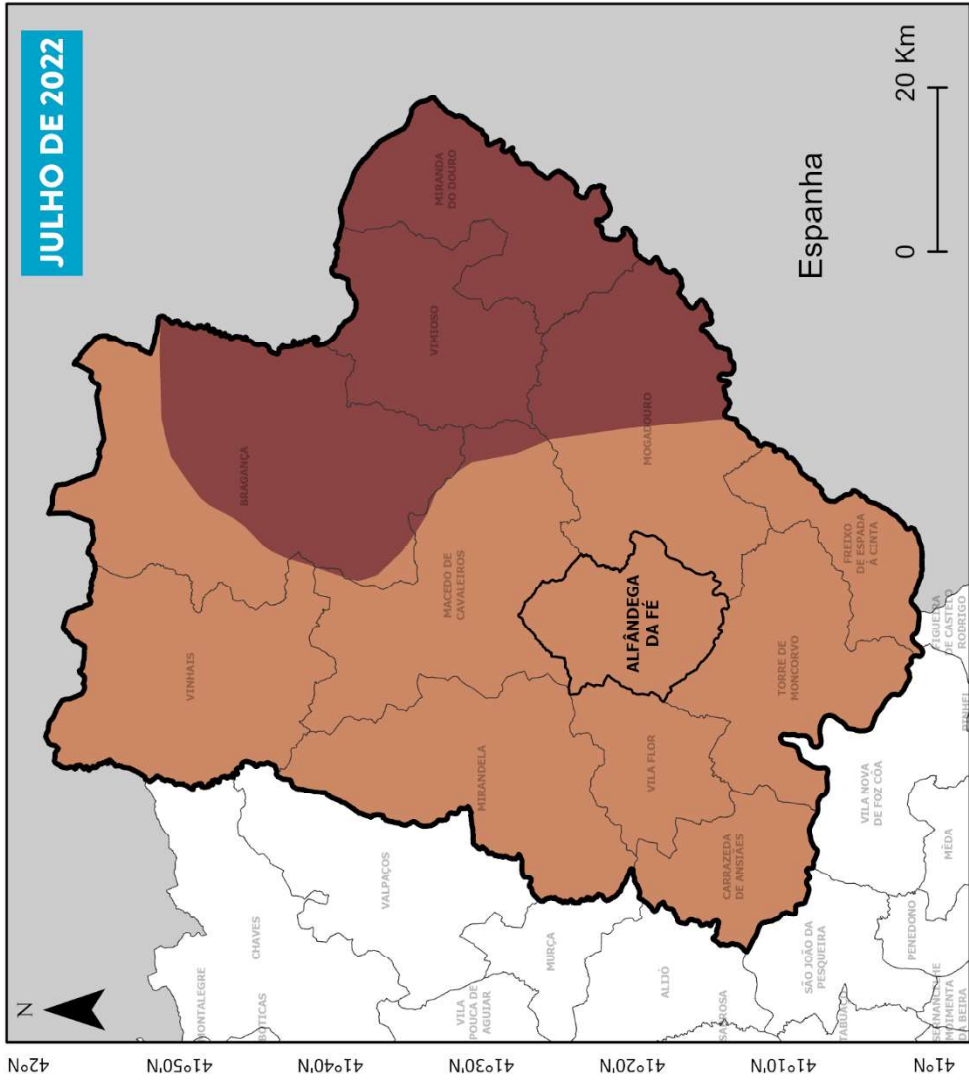 JULHO DE 2022
N
42ºN
41º50'N
41º40'N
41º30'N
41º20'N
41º10'N
41ºN
MONTALEGRE
CHAVES
BOTICAS
VALPAÇOS
VILA
POUCA DE
AGUIAR
MURÇA
ALIJÓ
SABROSA
SÃO JOÃO DA
PESQUEIRA
TABUAÇO
PENEDONO
SERNANCELHE
MOIMENTA
DA BEIRA
MÊDA
VILA NOVA
DE FOZ CÔA
PINHEL
FIGUEIRA
DE CASTELO
RODRIGO
VINHAIS
BRAGANÇA
MIRANDELA
MACEDO DE
CAVALEIROS
VIMIOSO
MIRANDA
DO DOURO
VILA FLOR
ALFÂNDEGA
DA FÉ
MOGADOURO
CARRAZEDA
DE ANSIÃES
TORRE DE
MONCORVO
FREIXO
DE ESPADA
À CINTA
Espanha
0 20 Km